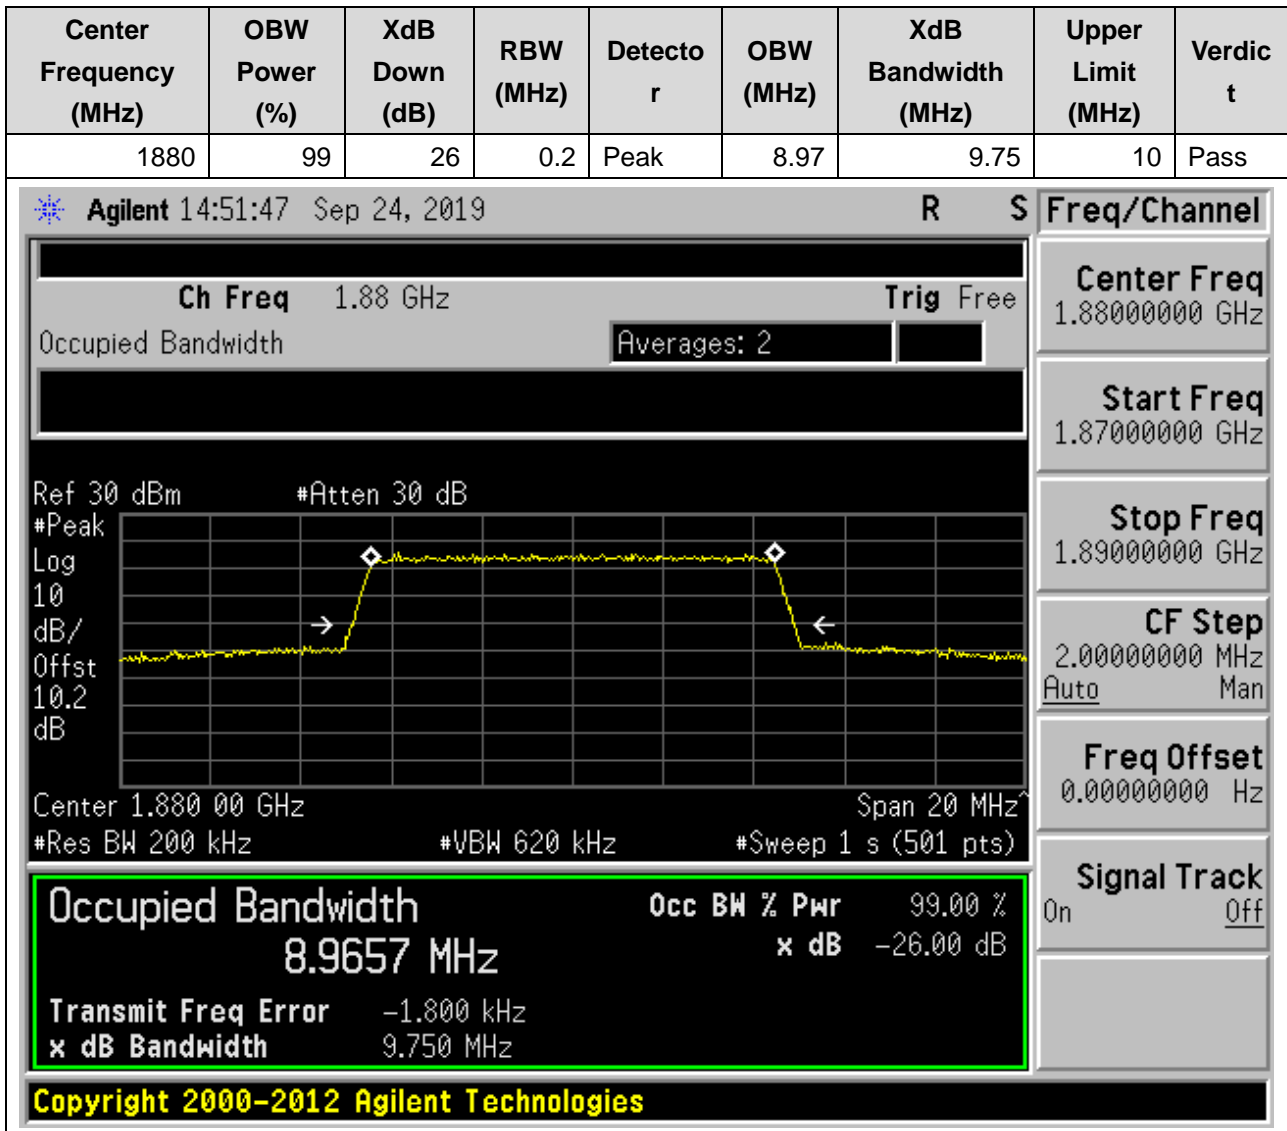 Center Frequency (MHz) OBW Power (%) XdB Down (dB) RBW (MHz) Detecto r OBW (MHz) XdB Bandwidth (MHz) Upper Limit (MHz) Verdic t
1880 99 26 0.2 Peak 8.97 9.75 10 Pass
Agilent 14:51:47 Sep 24, 2019 R S Freq/Channel
Ch Freq 1.88 GHz Trig Free
Occupied Bandwidth Averages: 2
Center Freq
1.88000000 GHz
Start Freq
1.87000000 GHz
Stop Freq
1.89000000 GHz
CF Step
2.00000000 MHz
Auto Man
Freq Offset
0.00000000 Hz
Signal Track
On Off
Ref 30 dBm #Atten 30 dB
#Peak
Log
10
dB/
Offst
10.2
dB
Center 1.880 00 GHz Span 20 MHz^
#Res BW 200 kHz #VBW 620 kHz #Sweep 1 s (501 pts)
Occupied Bandwidth Occ BW % Pwr 99.00 %
8.9657 MHz x dB -26.00 dB
Transmit Freq Error -1.800 kHz
x dB Bandwidth 9.750 MHz
Copyright 2000-2012 Agilent Technologies